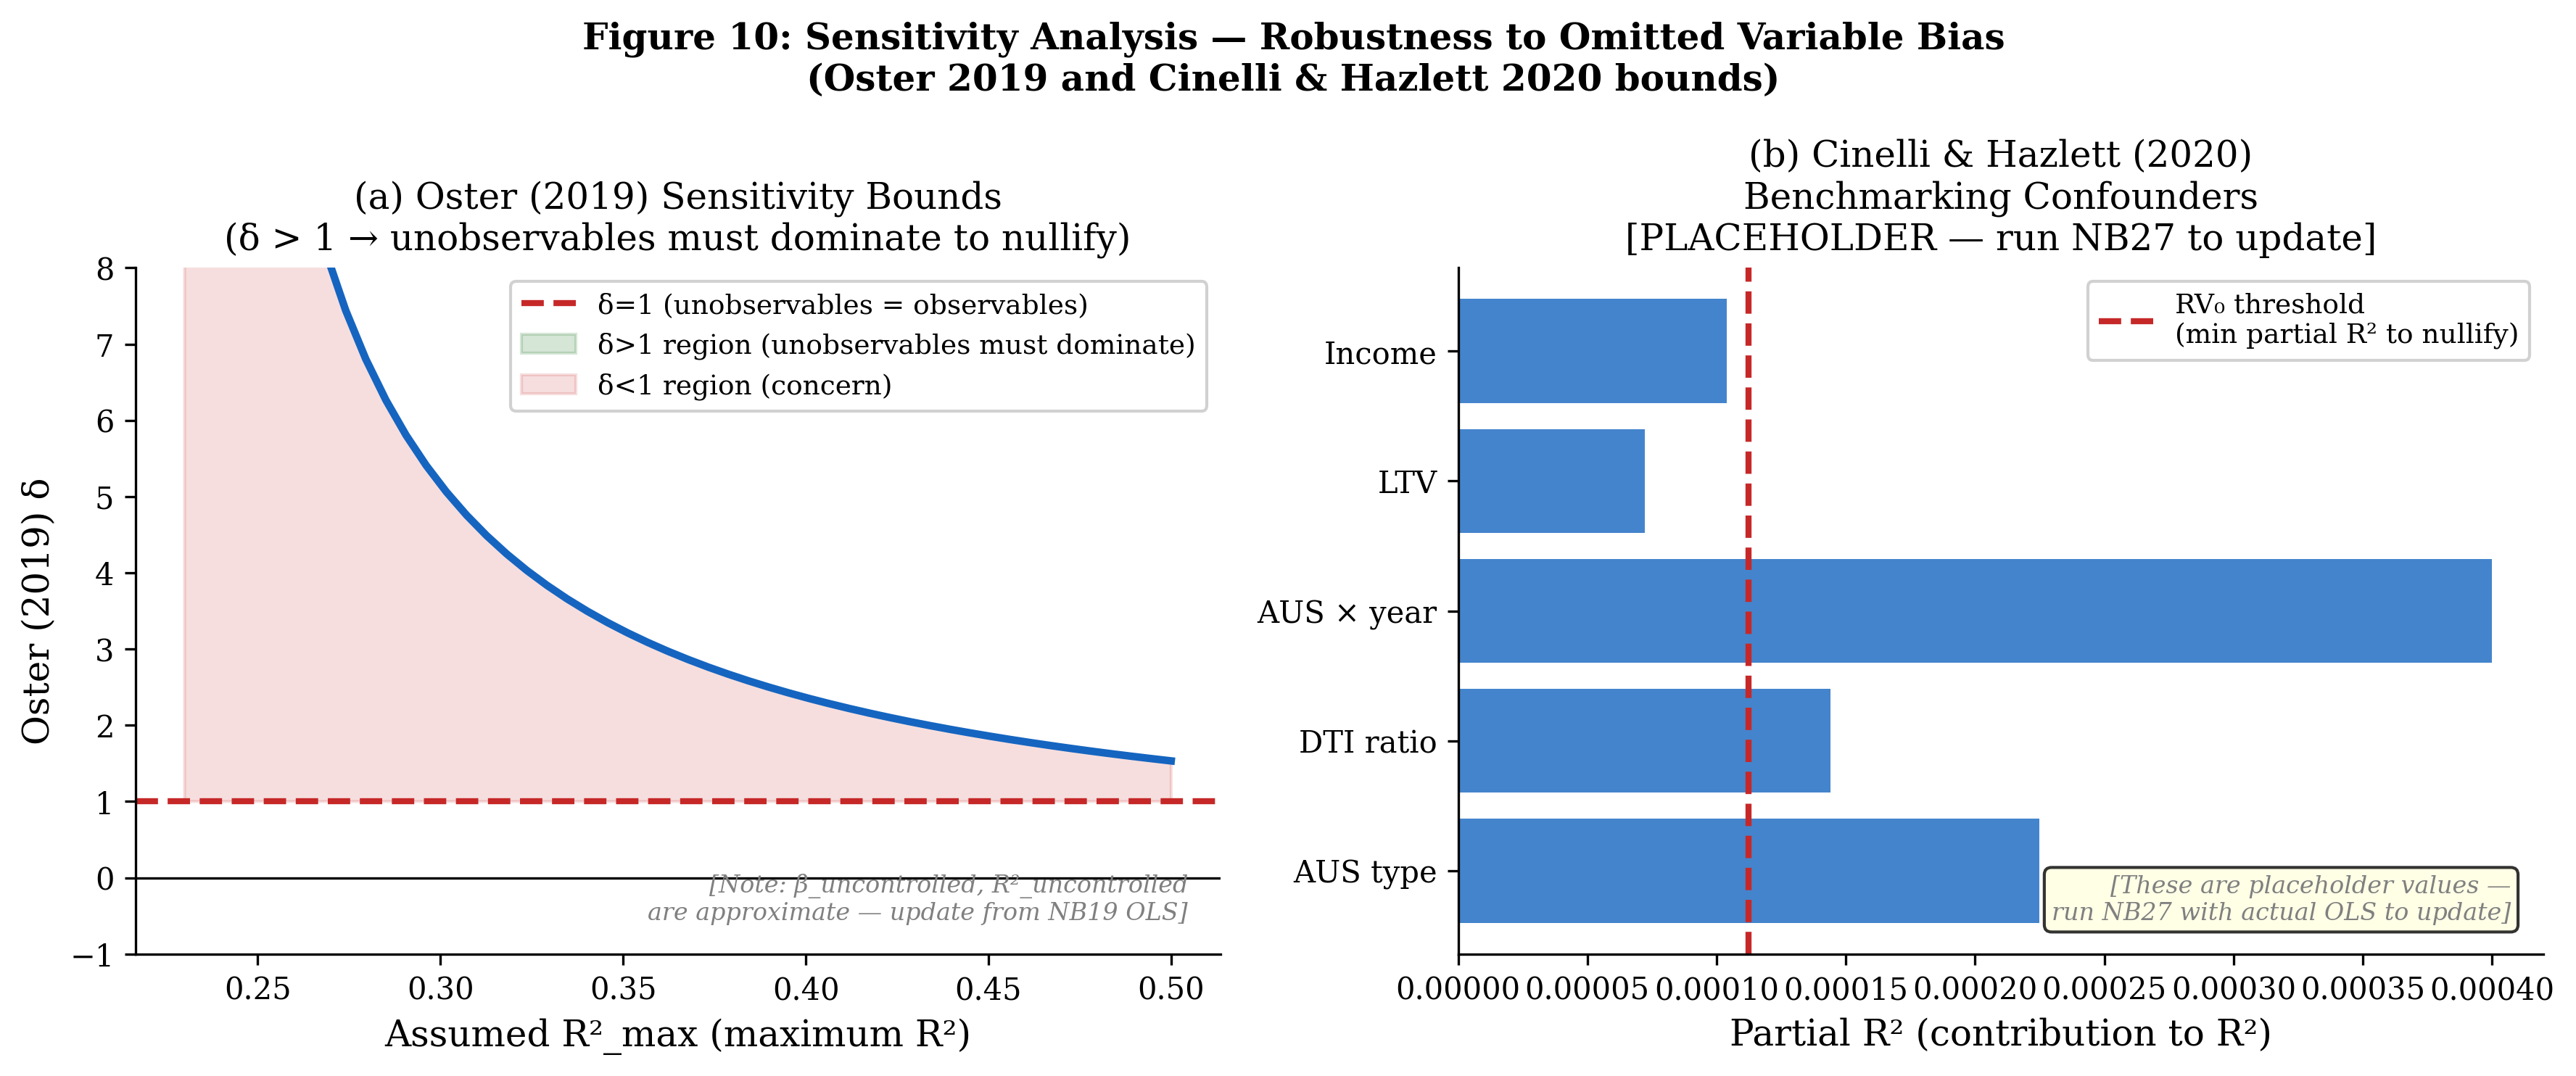 Figure 10: Sensitivity Analysis — Robustness to Omitted Variable Bias
(Oster 2019 and Cinelli & Hazlett 2020 bounds)
(a) Oster (2019) Sensitivity Bounds
(δ > 1 → unobservables must dominate to nullify)
8
7
6
5
4
3
2
1
0
−1
Oster (2019) δ
δ=1 (unobservables = observables)
δ>1 region (unobservables must dominate)
δ<1 region (concern)
[Note: β_uncontrolled, R²_uncontrolled
are approximate — update from NB19 OLS]
0.25 0.30 0.35 0.40 0.45 0.50
Assumed R²_max (maximum R²)
(b) Cinelli & Hazlett (2020)
Benchmarking Confounders
[PLACEHOLDER — run NB27 to update]
RV₀ threshold
(min partial R² to nullify)
Income
LTV
AUS × year
DTI ratio
AUS type
[These are placeholder values —
run NB27 with actual OLS to update]
0.00000 0.00005 0.00010 0.00015 0.00020 0.00025 0.00030 0.00035 0.00040
Partial R² (contribution to R²)